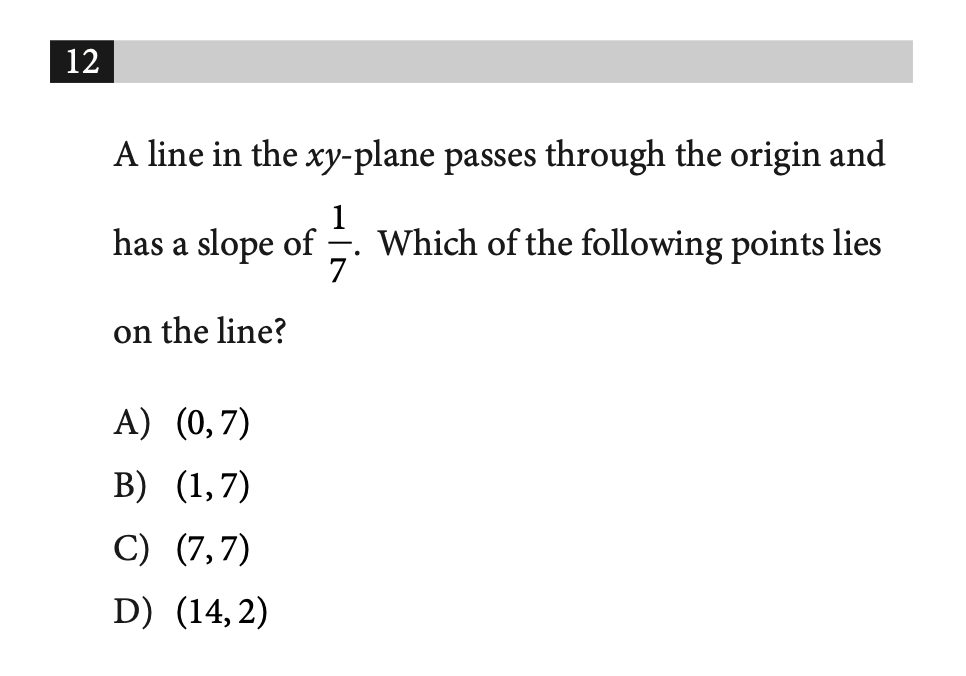 12
A line in the xy-plane passes through the origin and
has a slope of 1/7. Which of the following points lies
on the line?
A) (0, 7)
B) (1, 7)
C) (7, 7)
D) (14, 2)